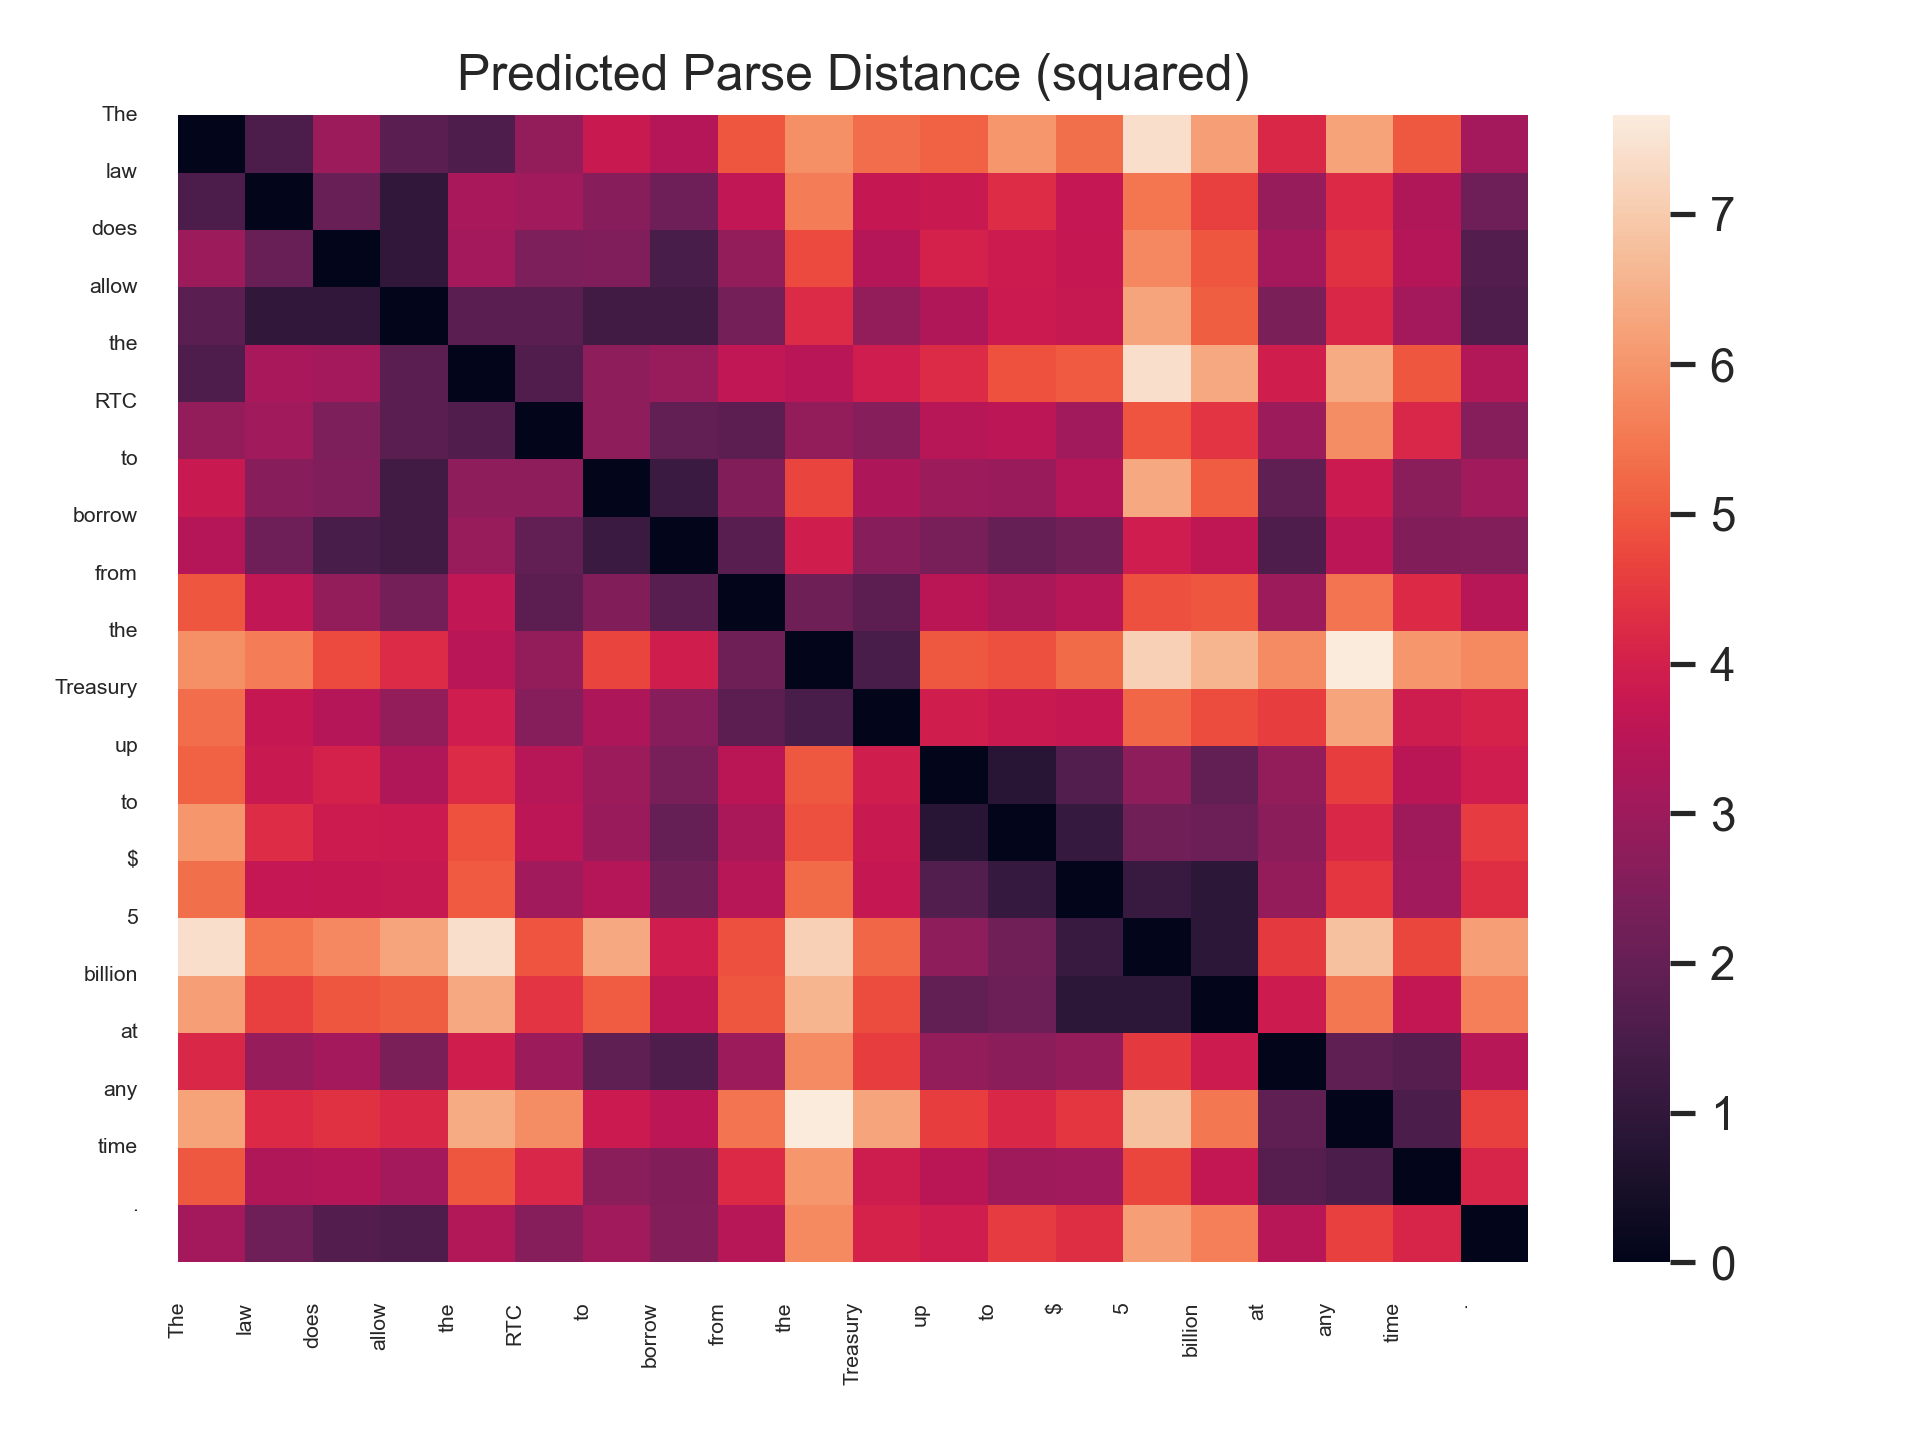 Predicted Parse Distance (squared)
The
law
does
allow
the
RTC
to
borrow
from
the
Treasury
up
to
$
5
billion
at
any
time
.
7
6
5
4
3
2
1
0
The
law
does
allow
the
RTC
to
borrow
from
the
Treasury
up
to
$
5
billion
at
any
time
.